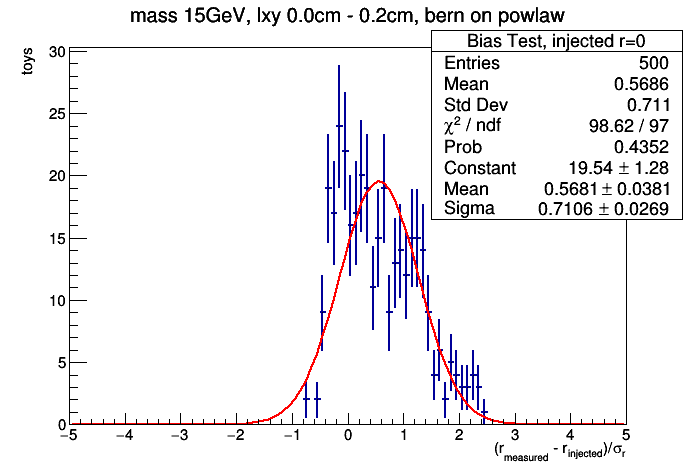 mass 15GeV, lxy 0.0cm - 0.2cm, bern on powlaw
Bias Test, injected r=0
Entries 500
Mean 0.5686
Std Dev 0.711
χ² / ndf 98.62 / 97
Prob 0.4352
Constant 19.54 ± 1.28
Mean 0.5681 ± 0.0381
Sigma 0.7106 ± 0.0269
toys
30
25
20
15
10
5
0
−5 −4 −3 −2 −1 0 1 2 3 4 5
(r_measured - r_injected)/σ_r